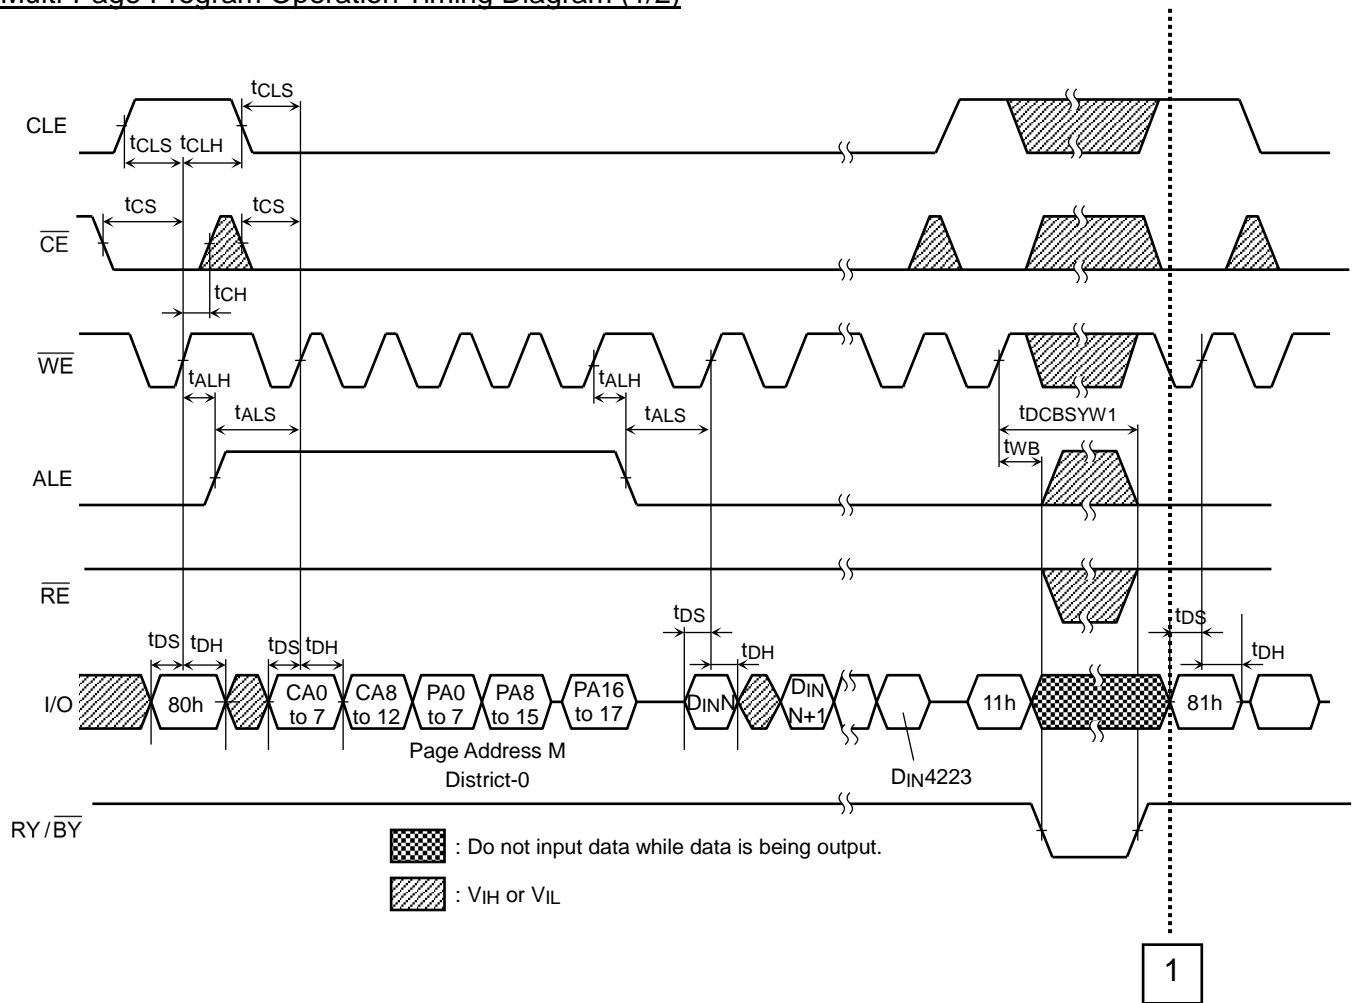 Multi-Page Program Operation Timing Diagram (1/2)
tCLS
CLE
tCLS tCLH
tCS tCS
CE
tCH
WE
tALH tALH
tALS tALS tDCBSYW1
tWB
ALE
RE
tDS tDH tDS tDH tDS tDH tDS tDH
I/O 80h CA0 to 7 CA8 to 12 PA0 to 7 PA8 to 15 PA16 to 17 DINN DIN N+1 11h 81h
Page Address M
District-0
DIN4223
RY/BY
: Do not input data while data is being output.
: VIH or VIL
1